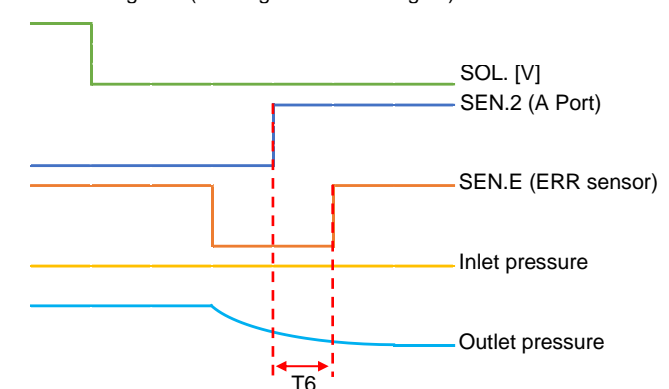 SOL. [V]
SEN.2 (A Port)
SEN.E (ERR sensor)
Inlet pressure
Outlet pressure
T6